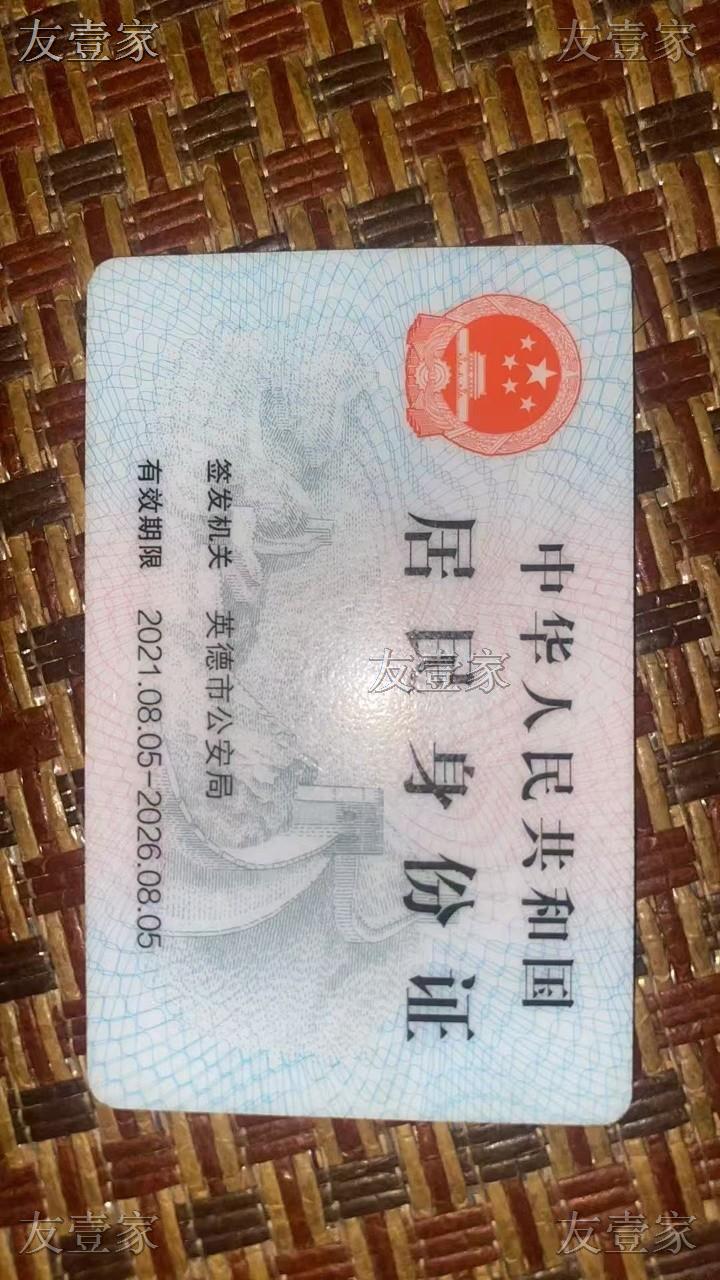 友壹家 友壹家
中华人民共和国
居民身份证
友壹家
签发机关 英德市公安局
有效期限 2021.08.05-2026.08.05
友壹家 友壹家